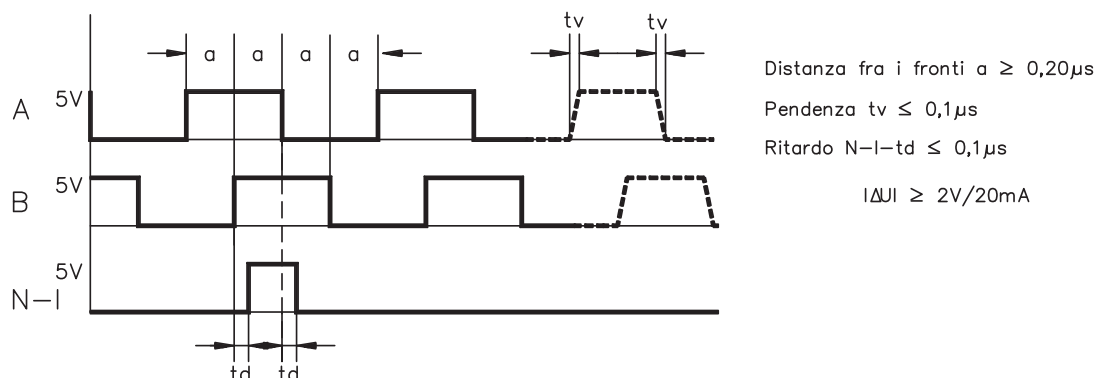 tv tv
a a a a
5V
A
5V
B
5V
N–I
td td
Distanza fra i fronti a ≥ 0,20µs
Pendenza tv ≤ 0,1µs
Ritardo N–I–td ≤ 0,1µs
IΔUI ≥ 2V/20mA